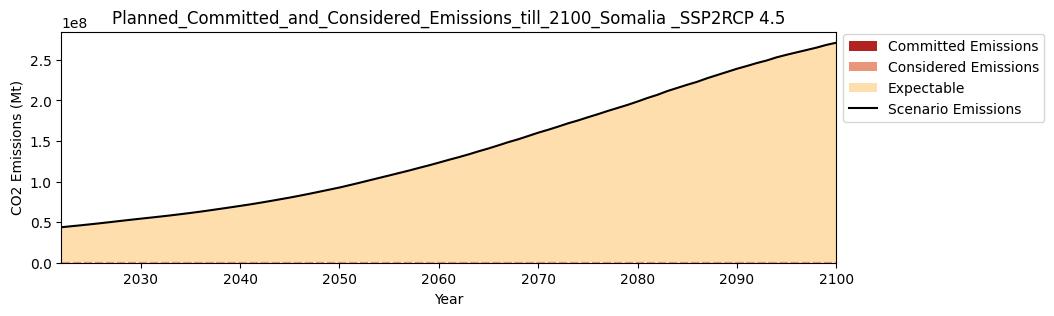 Planned_Committed_and_Considered_Emissions_till_2100_Somalia _SSP2RCP 4.5
1e8
2.5
2.0
1.5
1.0
0.5
0.0
CO2 Emissions (Mt)
2030 2040 2050 2060 2070 2080 2090 2100
Year
Committed Emissions
Considered Emissions
Expectable
Scenario Emissions